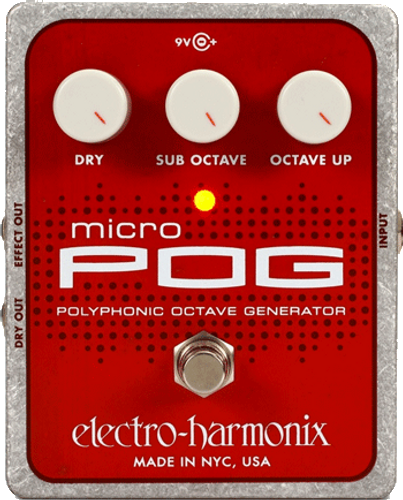 9V +
DRY SUB OCTAVE OCTAVE UP
EFFECT OUT
INPUT
micro
POG
POLYPHONIC OCTAVE GENERATOR
DRY OUT
electro-harmonix
MADE IN NYC, USA